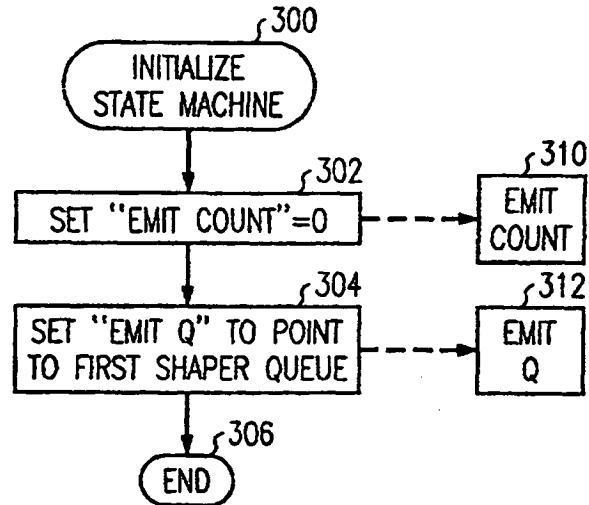 300
INITIALIZE
STATE MACHINE
302
SET "EMIT COUNT"=0
310
EMIT
COUNT
304
SET "EMIT Q" TO POINT
TO FIRST SHAPER QUEUE
312
EMIT
Q
306
END